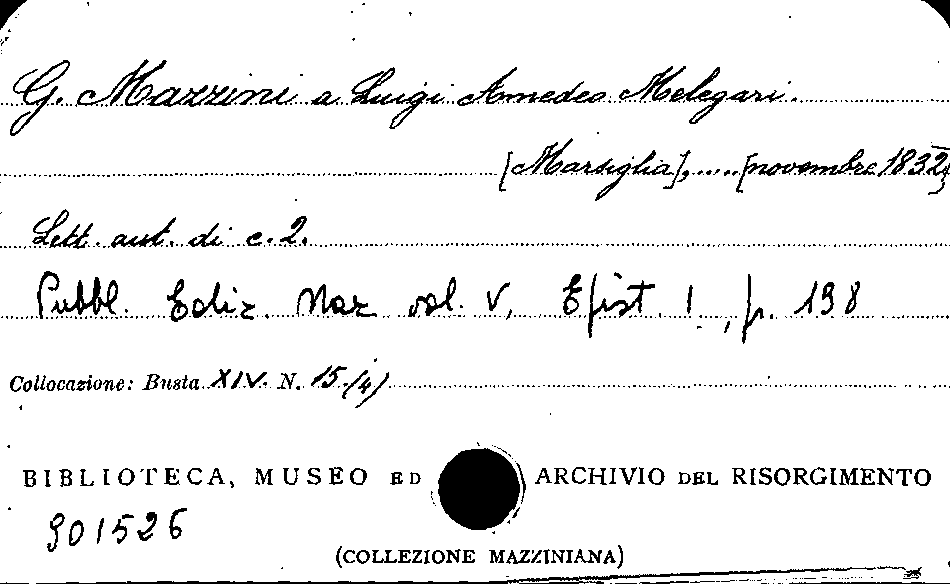 G. Mazzini a Luigi Amedeo Melegari.
[Marsiglia], ..... [novembre 1832]
Lett. aut. di c. 2.
Pubbl. Ediz. Naz vol. V, Epist. I, p. 198
Collocazione: Busta XIV. N. 15 (4)
BIBLIOTECA, MUSEO ED ARCHIVIO DEL RISORGIMENTO
901526
(COLLEZIONE MAZZINIANA)